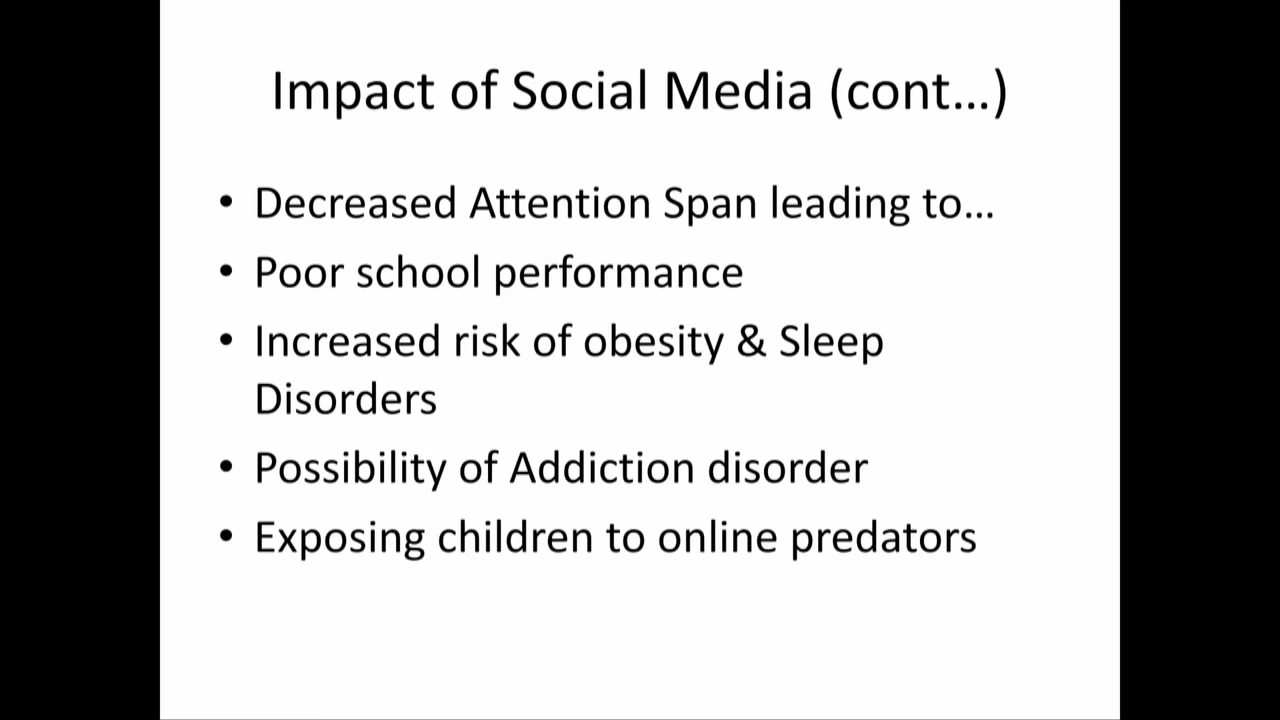 Impact of Social Media (cont…)
• Decreased Attention Span leading to…
• Poor school performance
• Increased risk of obesity & Sleep
Disorders
• Possibility of Addiction disorder
• Exposing children to online predators